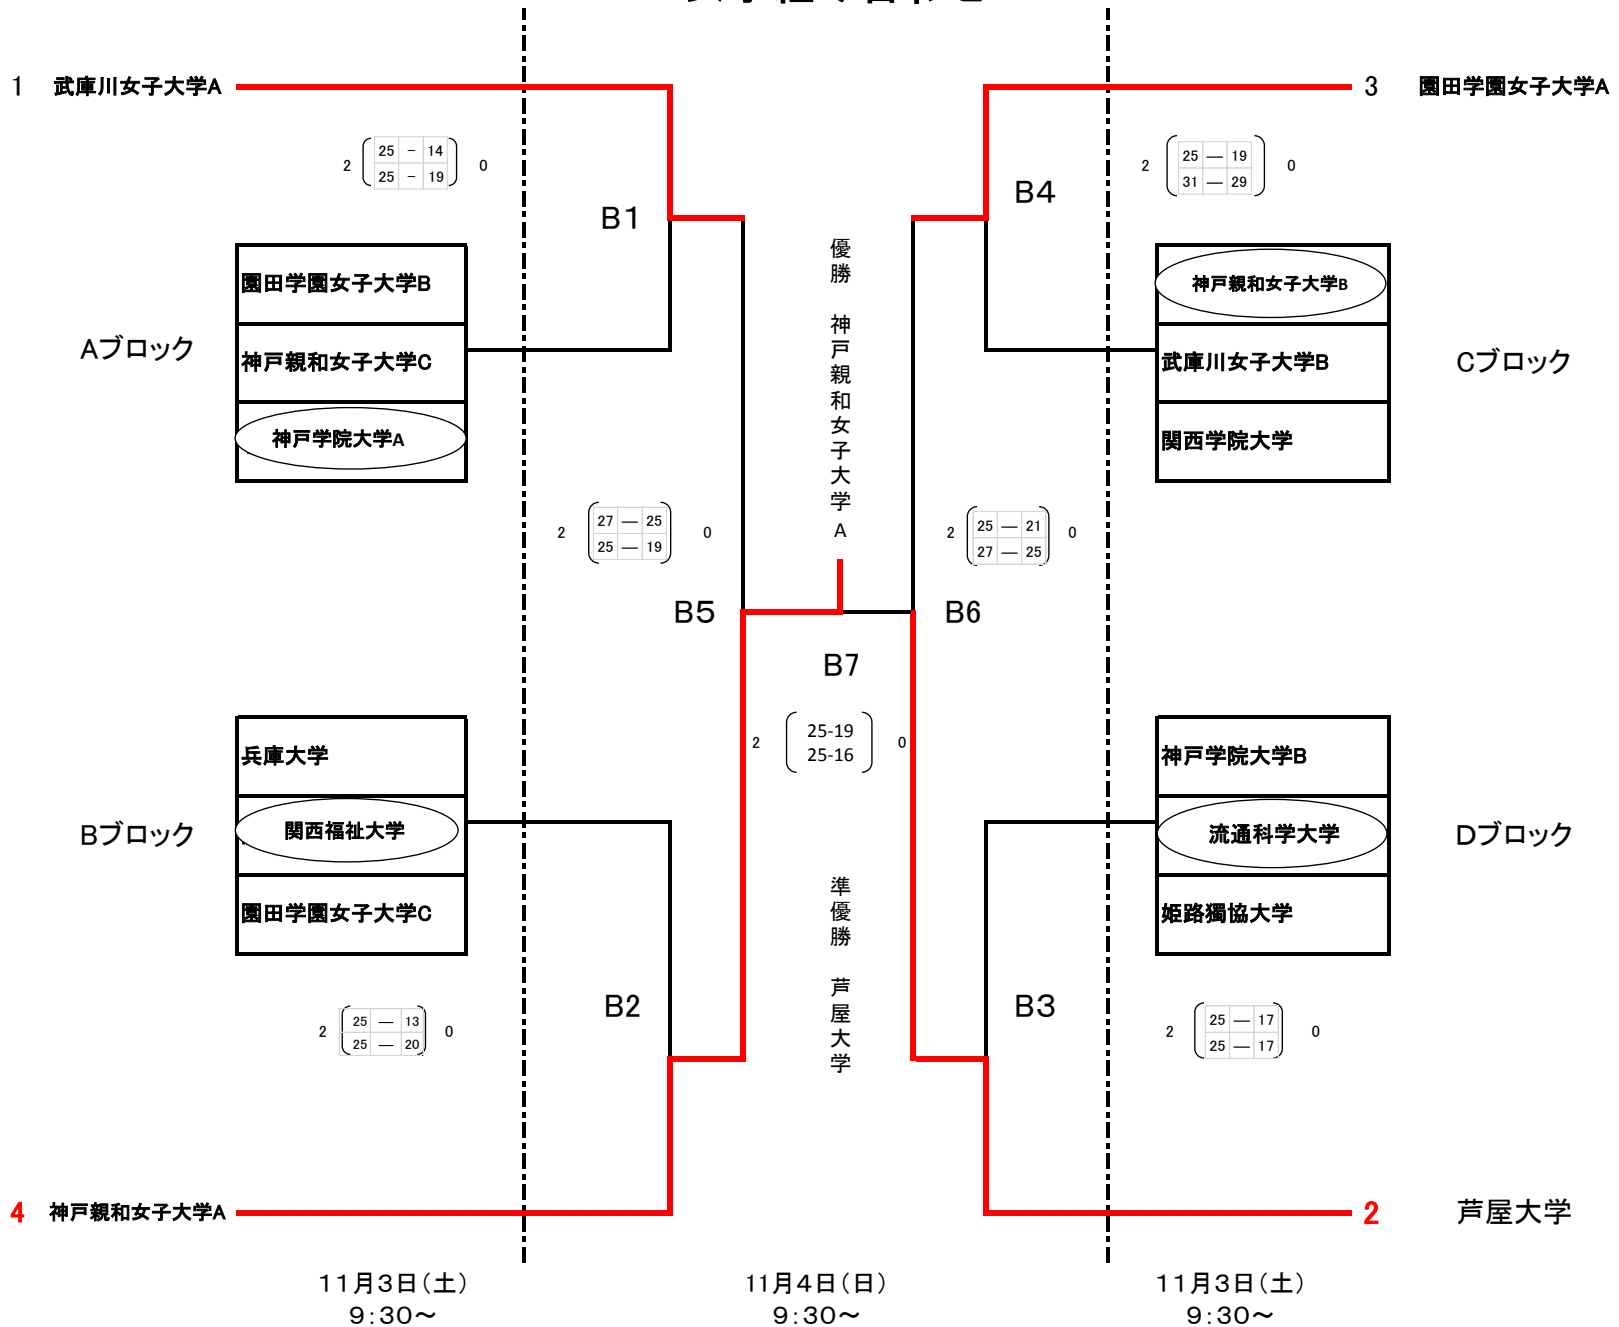 1 武庫川女子大学A
3 園田学園女子大学A
2 25 - 14 0
25 - 19
2 25 — 19 0
31 — 29
B1
B4
園田学園女子大学B
神戸親和女子大学C
神戸学院大学A
Aブロック
神戸親和女子大学B
武庫川女子大学B
関西学院大学
Cブロック
優勝 神戸親和女子大学A
2 27 — 25 0
25 — 19
2 25 — 21 0
27 — 25
B5
B6
B7
2 25-19 0
25-16
兵庫大学
関西福祉大学
園田学園女子大学C
Bブロック
神戸学院大学B
流通科学大学
姫路獨協大学
Dブロック
準優勝 芦屋大学
B2
B3
2 25 — 13 0
25 — 20
2 25 — 17 0
25 — 17
4 神戸親和女子大学A
2 芦屋大学
11月3日(土)
9:30～
11月4日(日)
9:30～
11月3日(土)
9:30～